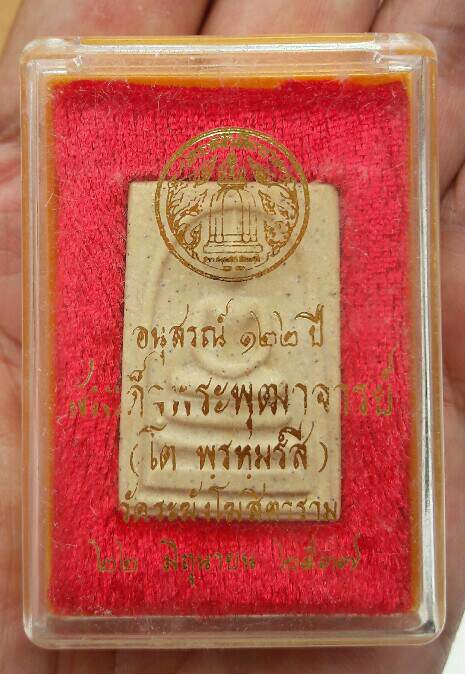 อนุสรณ์ ๑๒๒ ปี
สมเด็จพระพุฒาจารย์
(โต พฺรหฺมรํสี)
วัดระฆังโฆสิตาราม
๒๒ มิถุนายน ๒๕๓๗